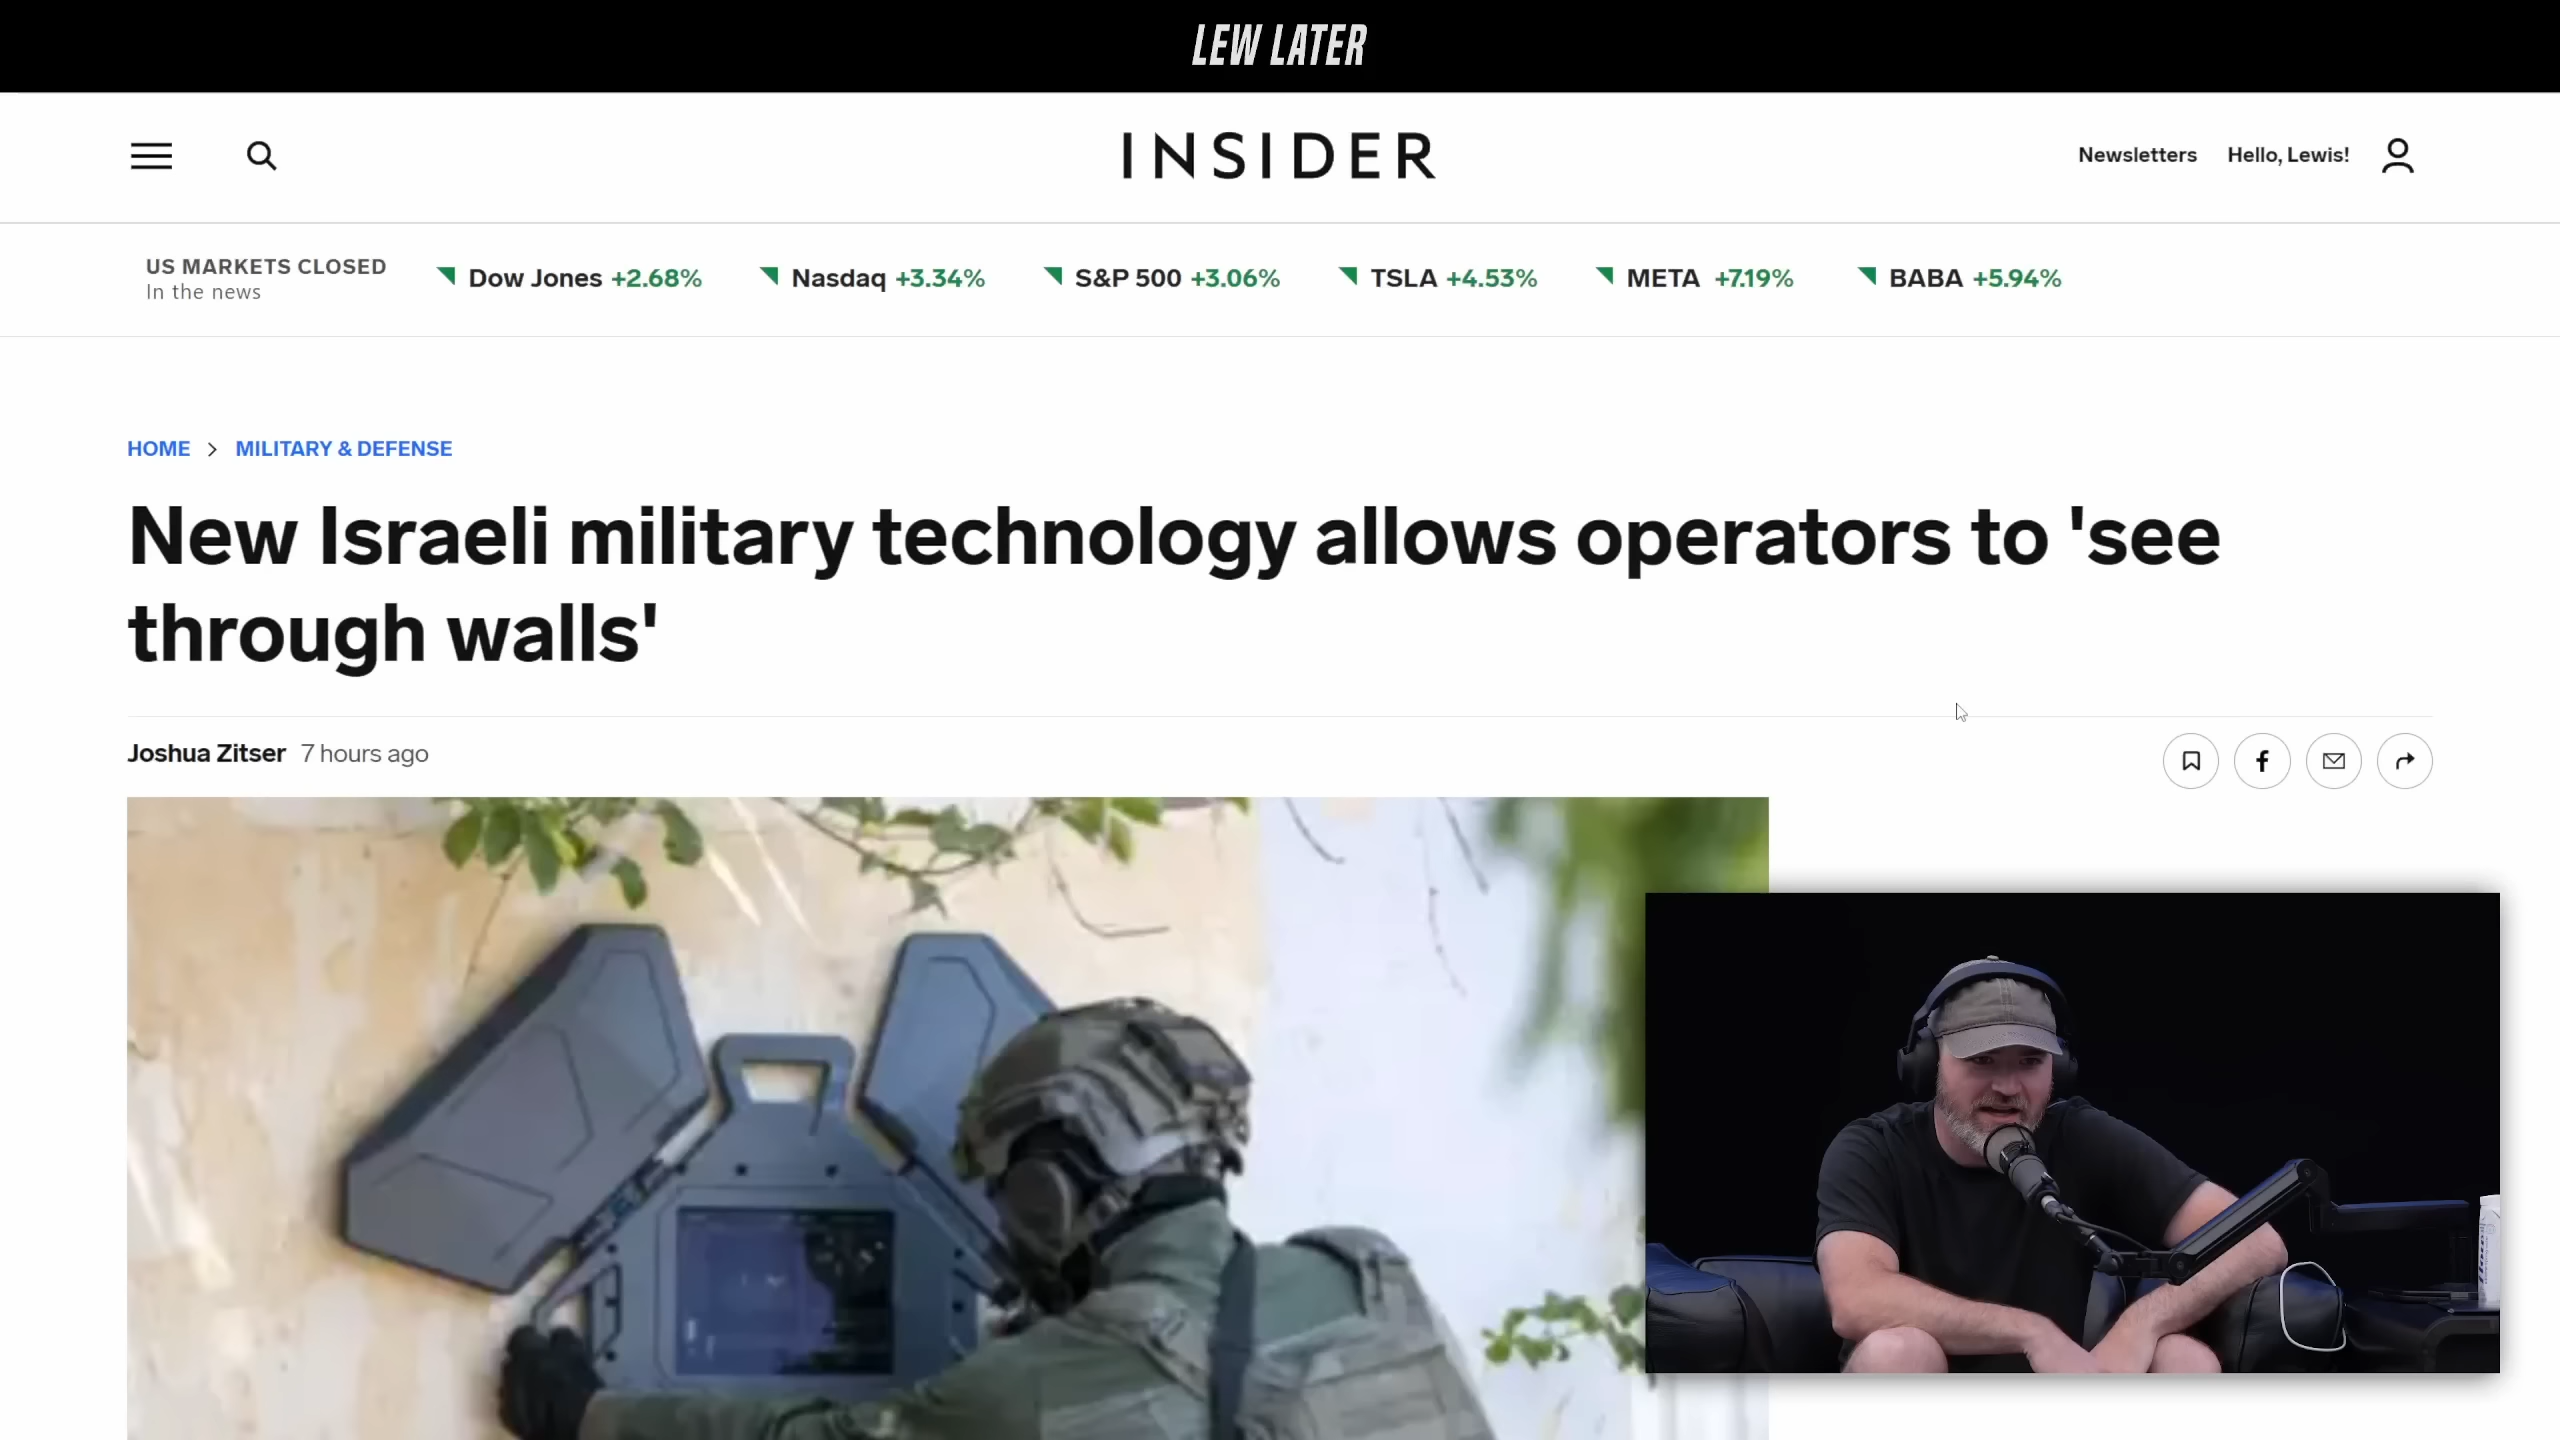 LEW LATER
INSIDER
Newsletters
Hello, Lewis!
US MARKETS CLOSED
In the news
Dow Jones +2.68%
Nasdaq +3.34%
S&P 500 +3.06%
TSLA +4.53%
META +7.19%
BABA +5.94%
HOME > MILITARY & DEFENSE
New Israeli military technology allows operators to 'see
through walls'
Joshua Zitser 7 hours ago